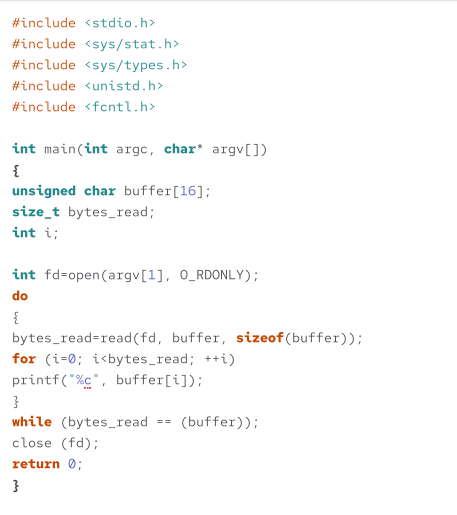 #include <stdio.h>
#include <sys/stat.h>
#include <sys/types.h>
#include <unistd.h>
#include <fcntl.h>
int main(int argc, char* argv[])
{
unsigned char buffer[16];
size_t bytes_read;
int i;
int fd=open(argv[1], O_RDONLY);
do
{
bytes_read=read(fd, buffer, sizeof(buffer));
for (i=0; i<bytes_read; ++i)
printf("%c", buffer[i]);
}
while (bytes_read == (buffer));
close (fd);
return 0;
}